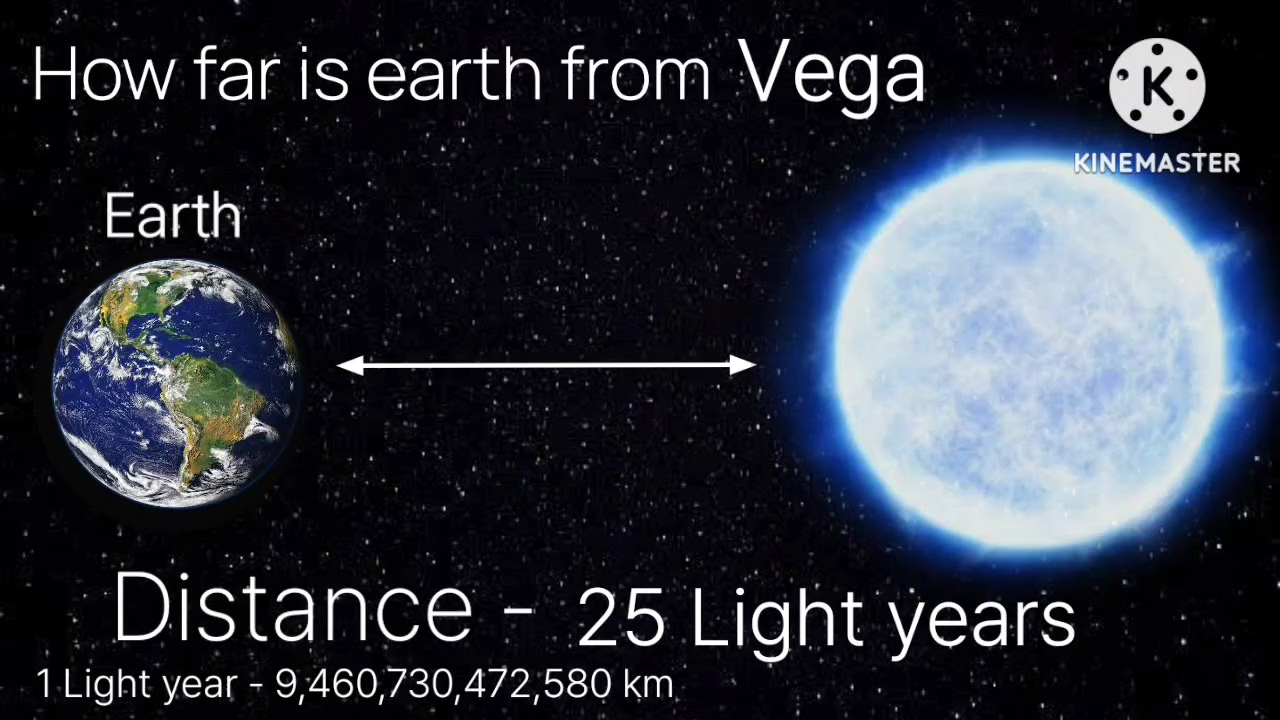 How far is earth from Vega
K
KINEMASTER
Earth
Distance - 25 Light years
1 Light year - 9,460,730,472,580 km